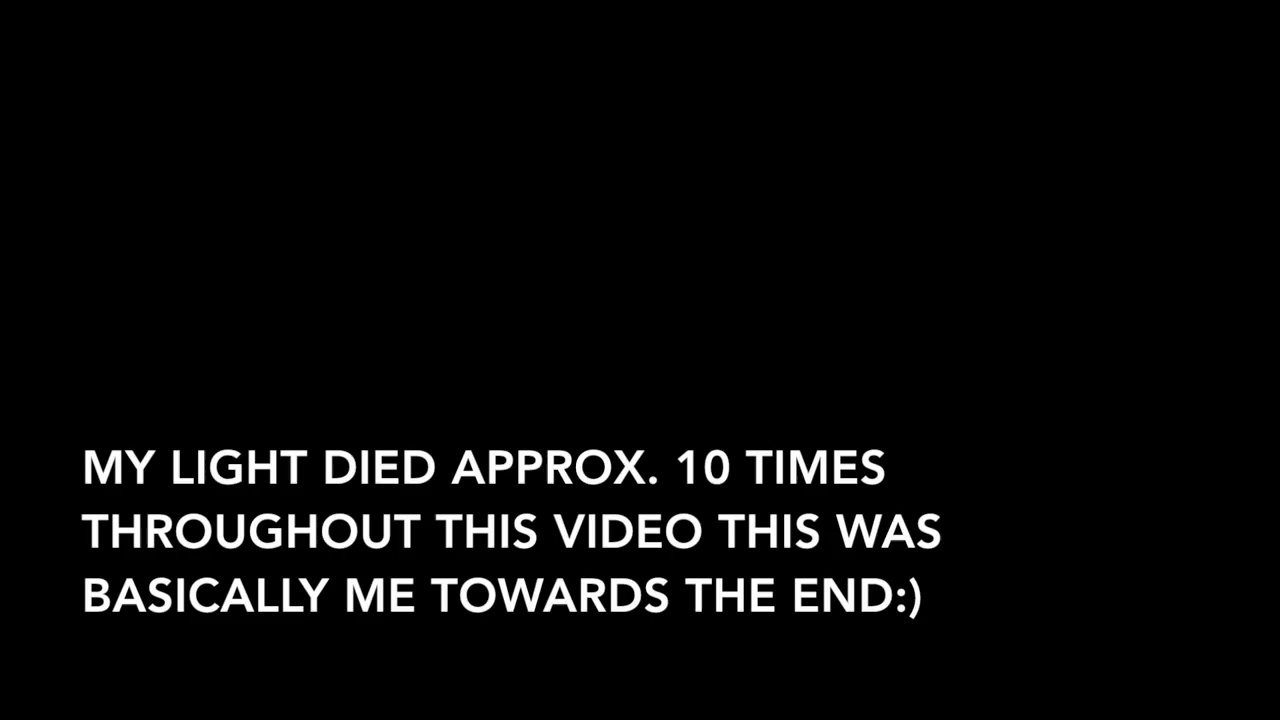 MY LIGHT DIED APPROX. 10 TIMES
THROUGHOUT THIS VIDEO THIS WAS
BASICALLY ME TOWARDS THE END:)